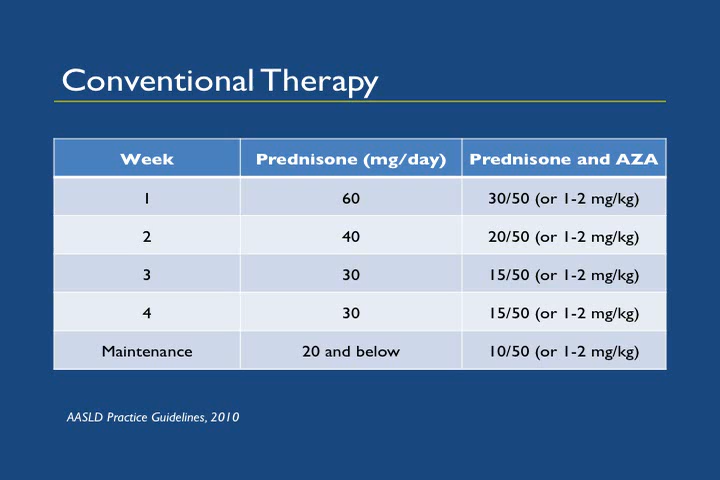 Conventional Therapy
Week Prednisone (mg/day) Prednisone and AZA
1 60 30/50 (or 1-2 mg/kg)
2 40 20/50 (or 1-2 mg/kg)
3 30 15/50 (or 1-2 mg/kg)
4 30 15/50 (or 1-2 mg/kg)
Maintenance 20 and below 10/50 (or 1-2 mg/kg)
AASLD Practice Guidelines, 2010